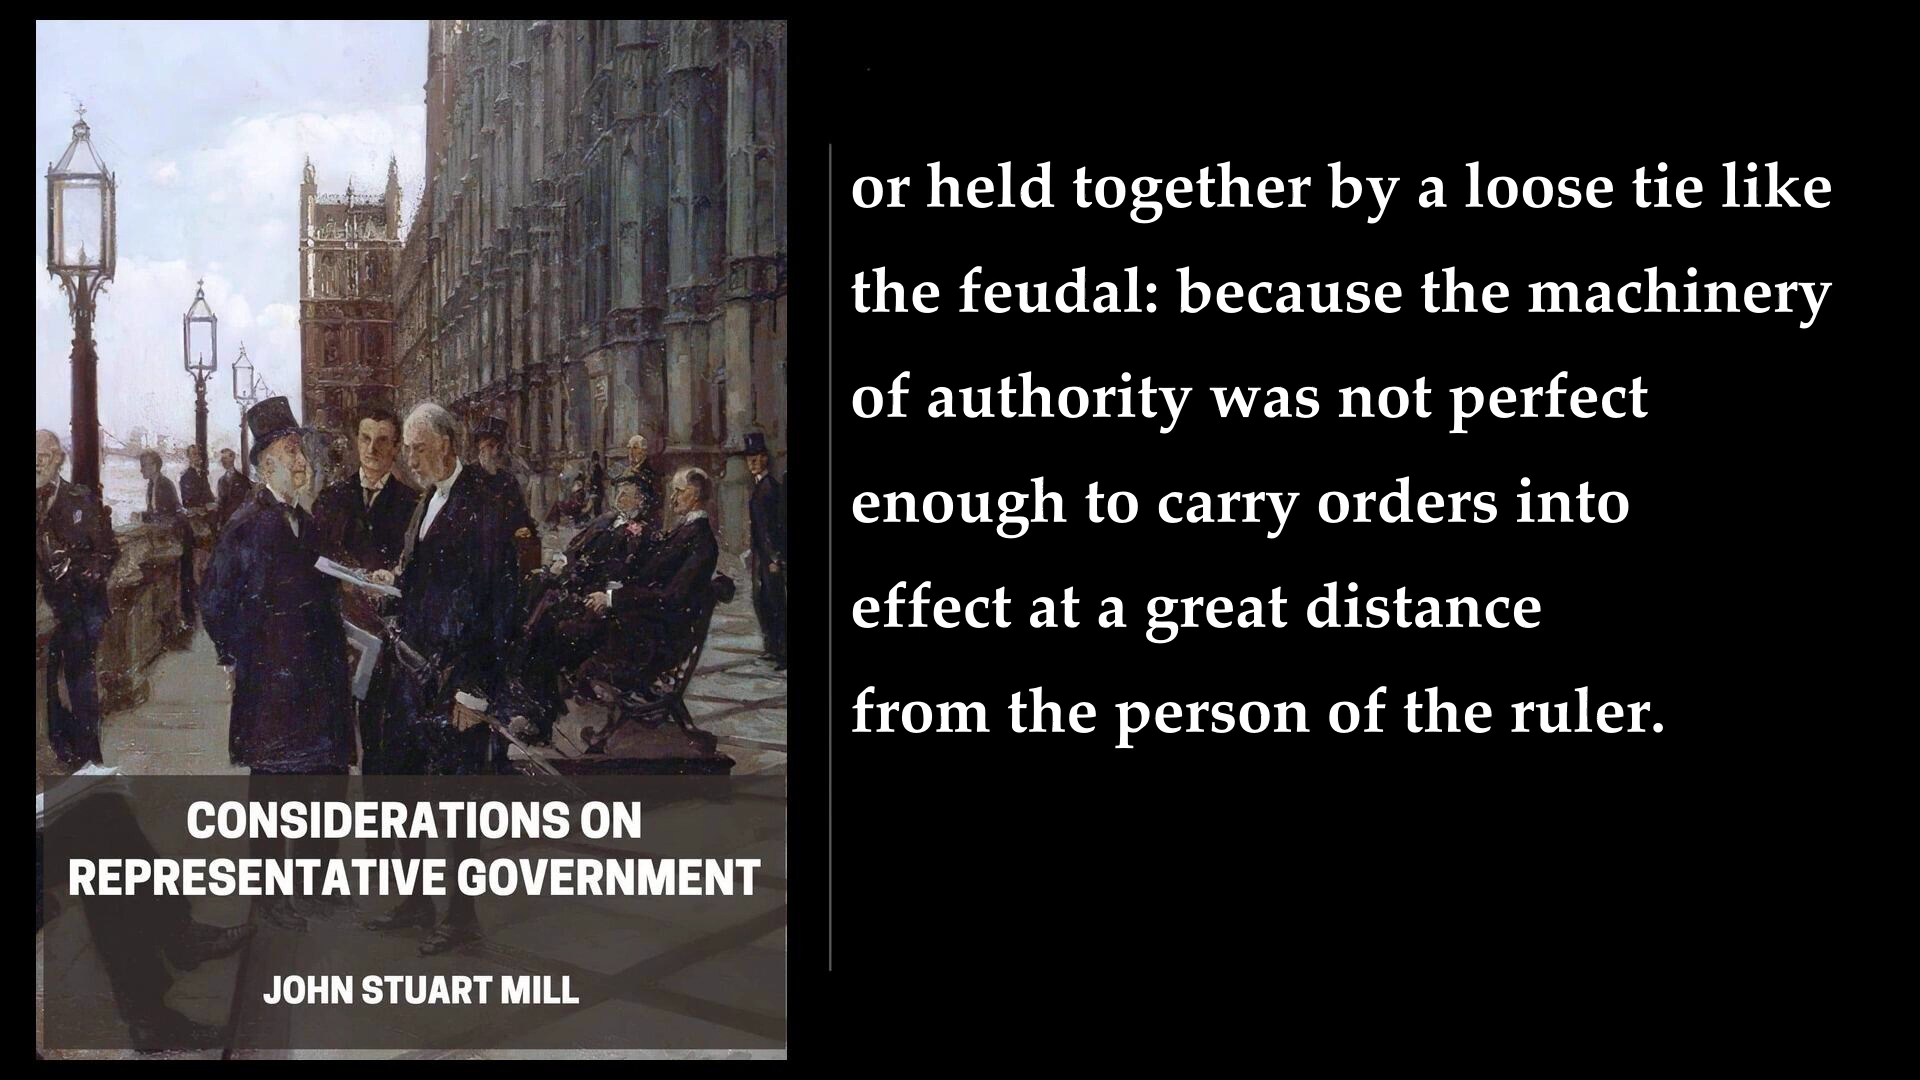 CONSIDERATIONS ON
REPRESENTATIVE GOVERNMENT
JOHN STUART MILL
or held together by a loose tie like
the feudal: because the machinery
of authority was not perfect
enough to carry orders into
effect at a great distance
from the person of the ruler.